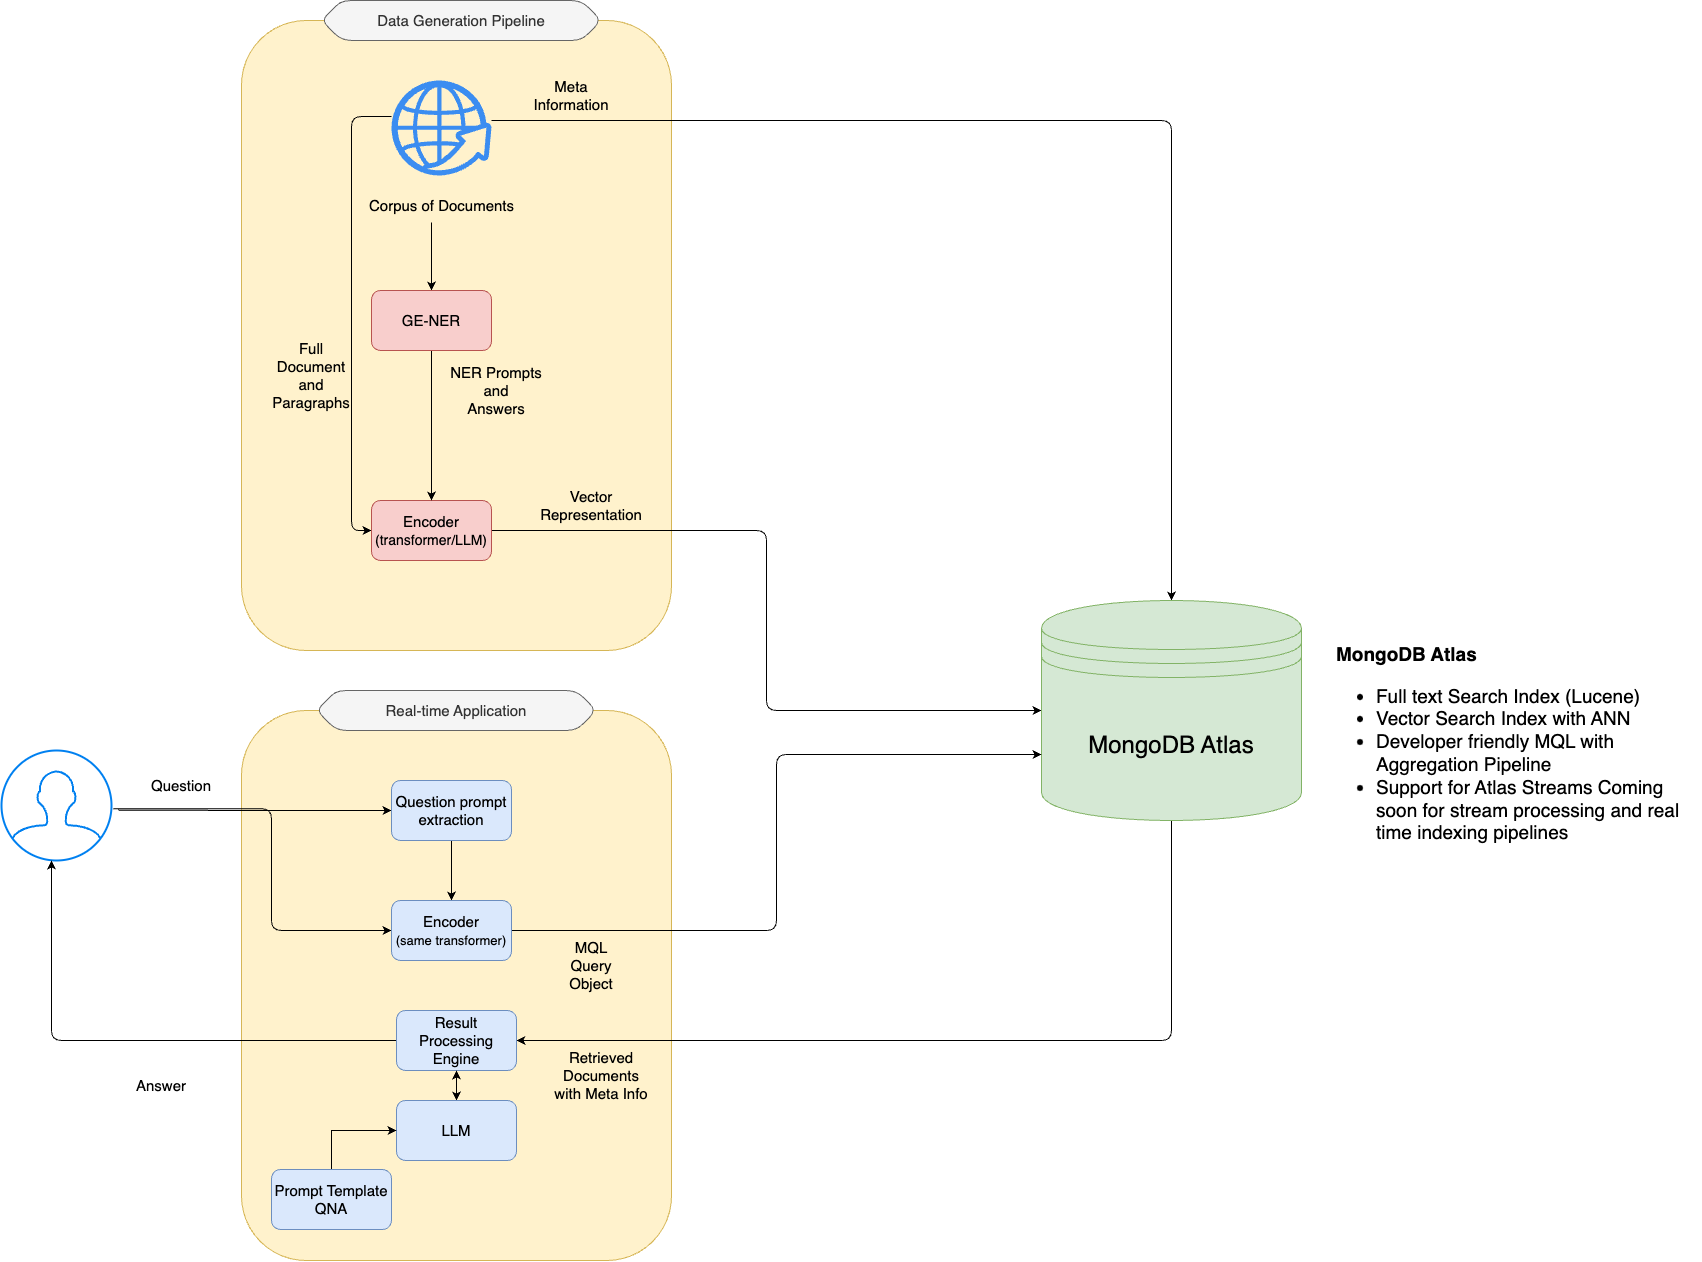 Data Generation Pipeline
Meta
Information
Corpus of Documents
GE-NER
Full
Document
and
Paragraphs
NER Prompts
and
Answers
Encoder
(transformer/LLM)
Vector
Representation
MongoDB Atlas
MongoDB Atlas
• Full text Search Index (Lucene)
• Vector Search Index with ANN
• Developer friendly MQL with
Aggregation Pipeline
• Support for Atlas Streams Coming
soon for stream processing and real
time indexing pipelines
Real-time Application
Question
Question prompt
extraction
Encoder
(same transformer)
MQL
Query
Object
Result
Processing
Engine
Retrieved
Documents
with Meta Info
Answer
LLM
Prompt Template
QNA